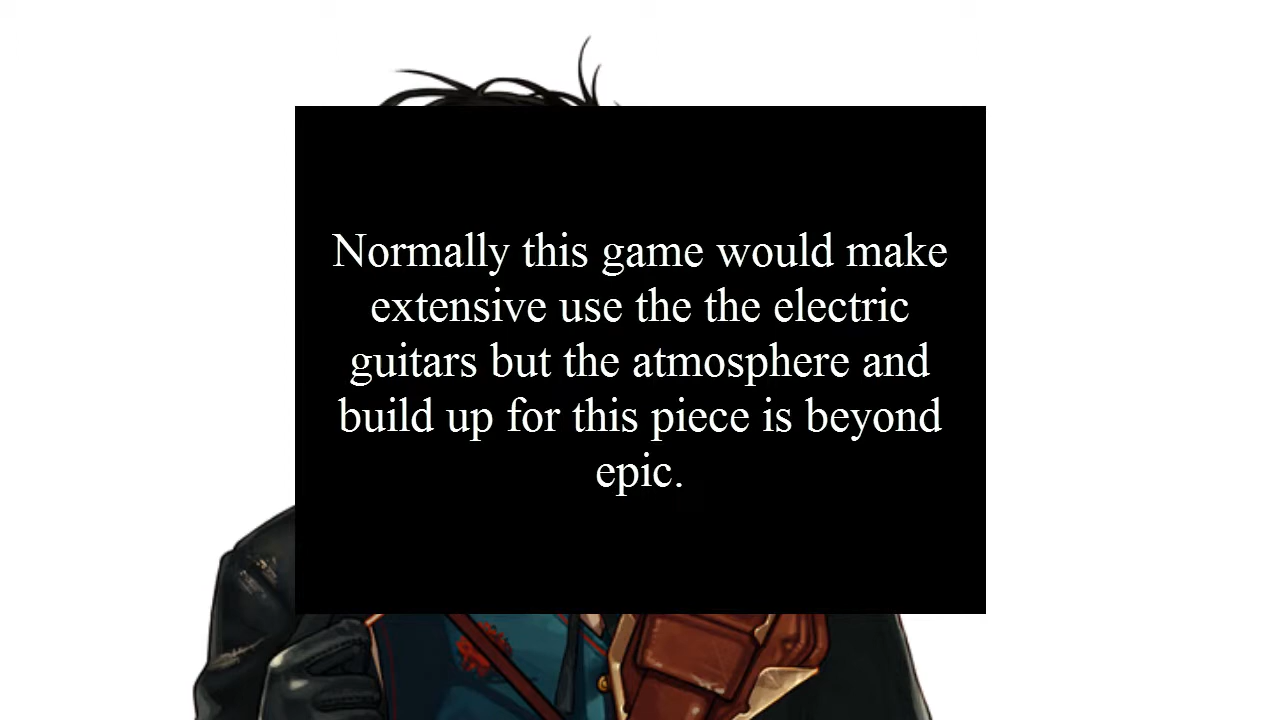 Normally this game would make
extensive use the the electric
guitars but the atmosphere and
build up for this piece is beyond
epic.